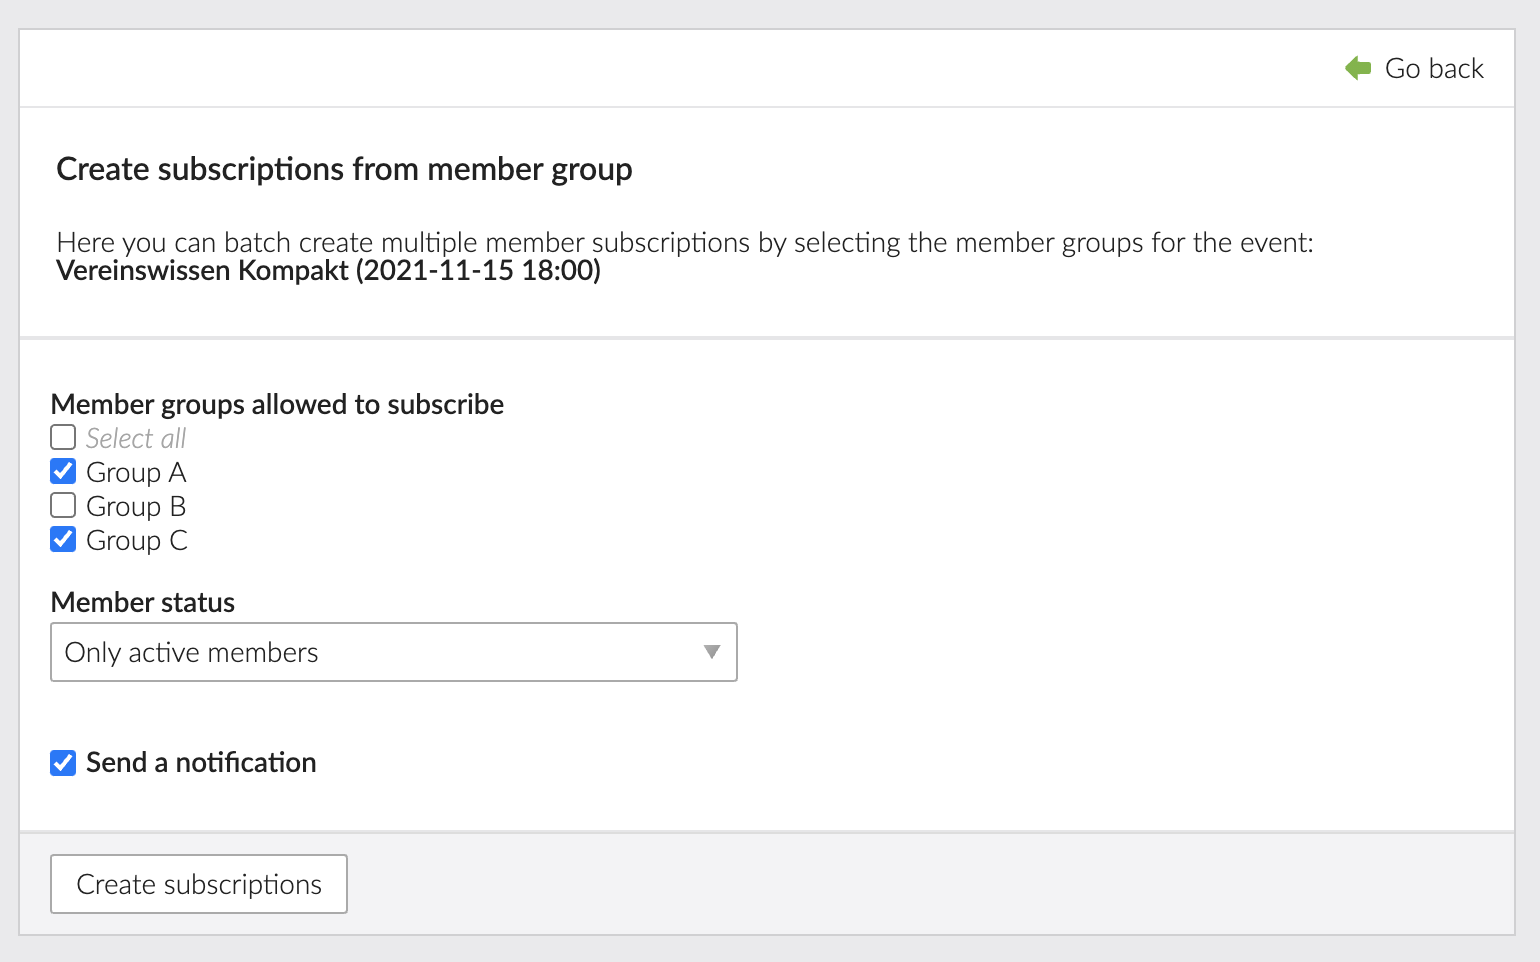 Go back
Create subscriptions from member group
Here you can batch create multiple member subscriptions by selecting the member groups for the event:
Vereinswissen Kompakt (2021-11-15 18:00)
Member groups allowed to subscribe
Select all
Group A
Group B
Group C
Member status
Only active members
Send a notification
Create subscriptions